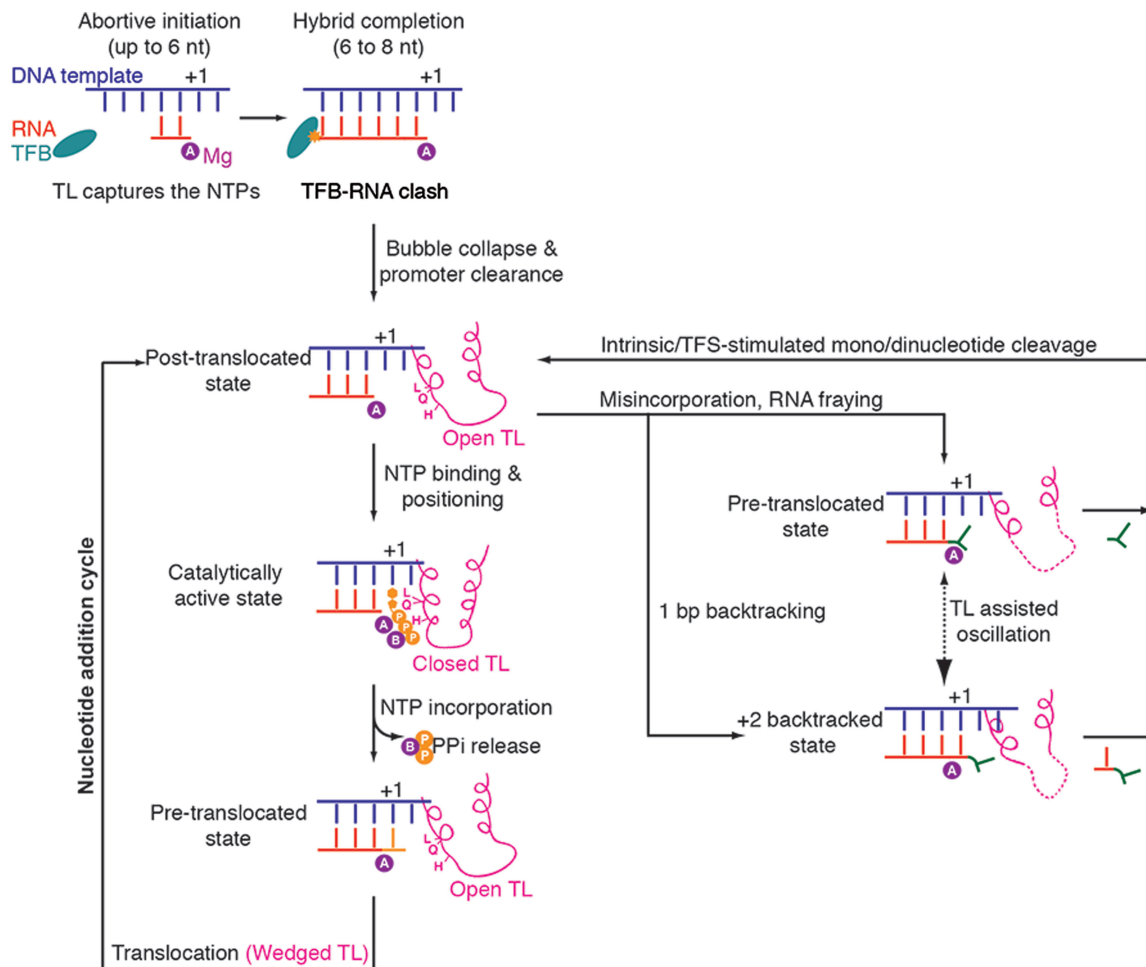 Abortive initiation
(up to 6 nt)
Hybrid completion
(6 to 8 nt)
DNA template
+1
+1
RNA
TFB
A
Mg
A
TL captures the NTPs
TFB-RNA clash
Bubble collapse &
promoter clearance
Post-translocated
state
+1
L
Q
H
A
Open TL
Intrinsic/TFS-stimulated mono/dinucleotide cleavage
Misincorporation, RNA fraying
NTP binding &
positioning
Pre-translocated
state
+1
A
Catalytically
active state
+1
L
Q
H
P
P
P
A
B
Closed TL
1 bp backtracking
TL assisted
oscillation
NTP incorporation
B
P
P
PPi release
+2 backtracked
state
+1
A
Nucleotide addition cycle
Pre-translocated
state
+1
L
Q
H
A
Open TL
Translocation (Wedged TL)